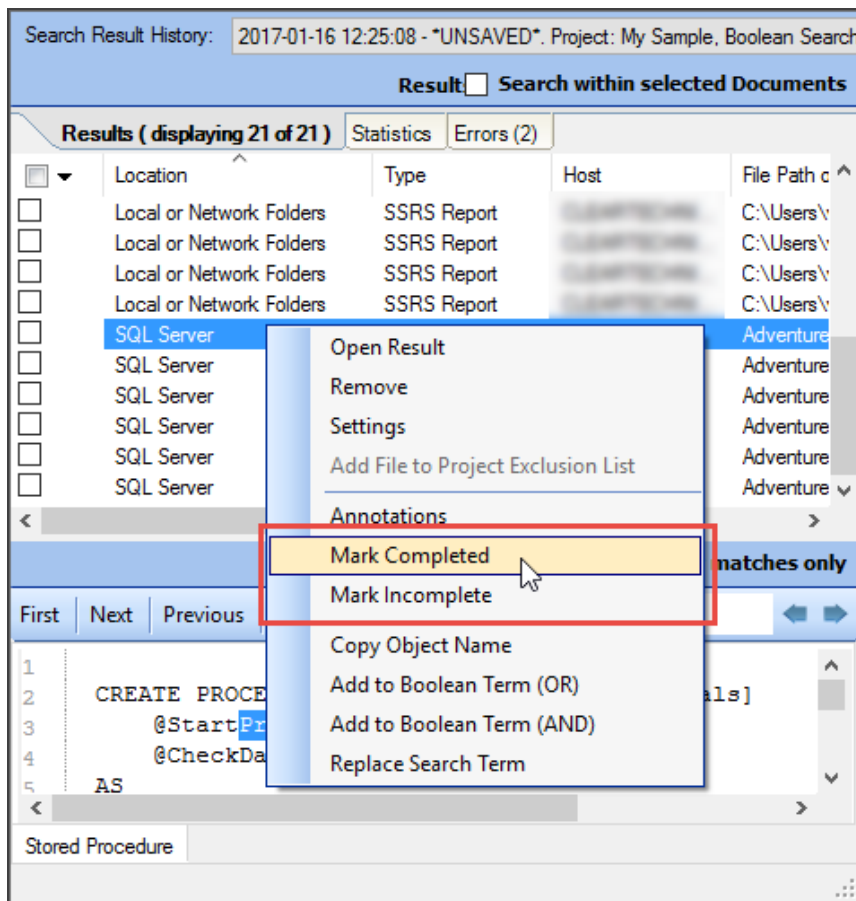 Search Result History: 2017-01-16 12:25:08 - *UNSAVED*. Project: My Sample, Boolean Search
Result Search within selected Documents
Results ( displaying 21 of 21 ) Statistics Errors (2)
Location Type Host File Path
Local or Network Folders SSRS Report C:\Users\
Local or Network Folders SSRS Report C:\Users\
Local or Network Folders SSRS Report C:\Users\
Local or Network Folders SSRS Report C:\Users\
SQL Server Adventure
SQL Server Adventure
SQL Server Adventure
SQL Server Adventure
SQL Server Adventure
SQL Server Adventure
Open Result
Remove
Settings
Add File to Project Exclusion List
Annotations
Mark Completed
Mark Incomplete
Copy Object Name
Add to Boolean Term (OR)
Add to Boolean Term (AND)
Replace Search Term
matches only
First Next Previous
1
2 CREATE PROCE als]
3 @StartPr
4 @CheckDa
5 AS
Stored Procedure